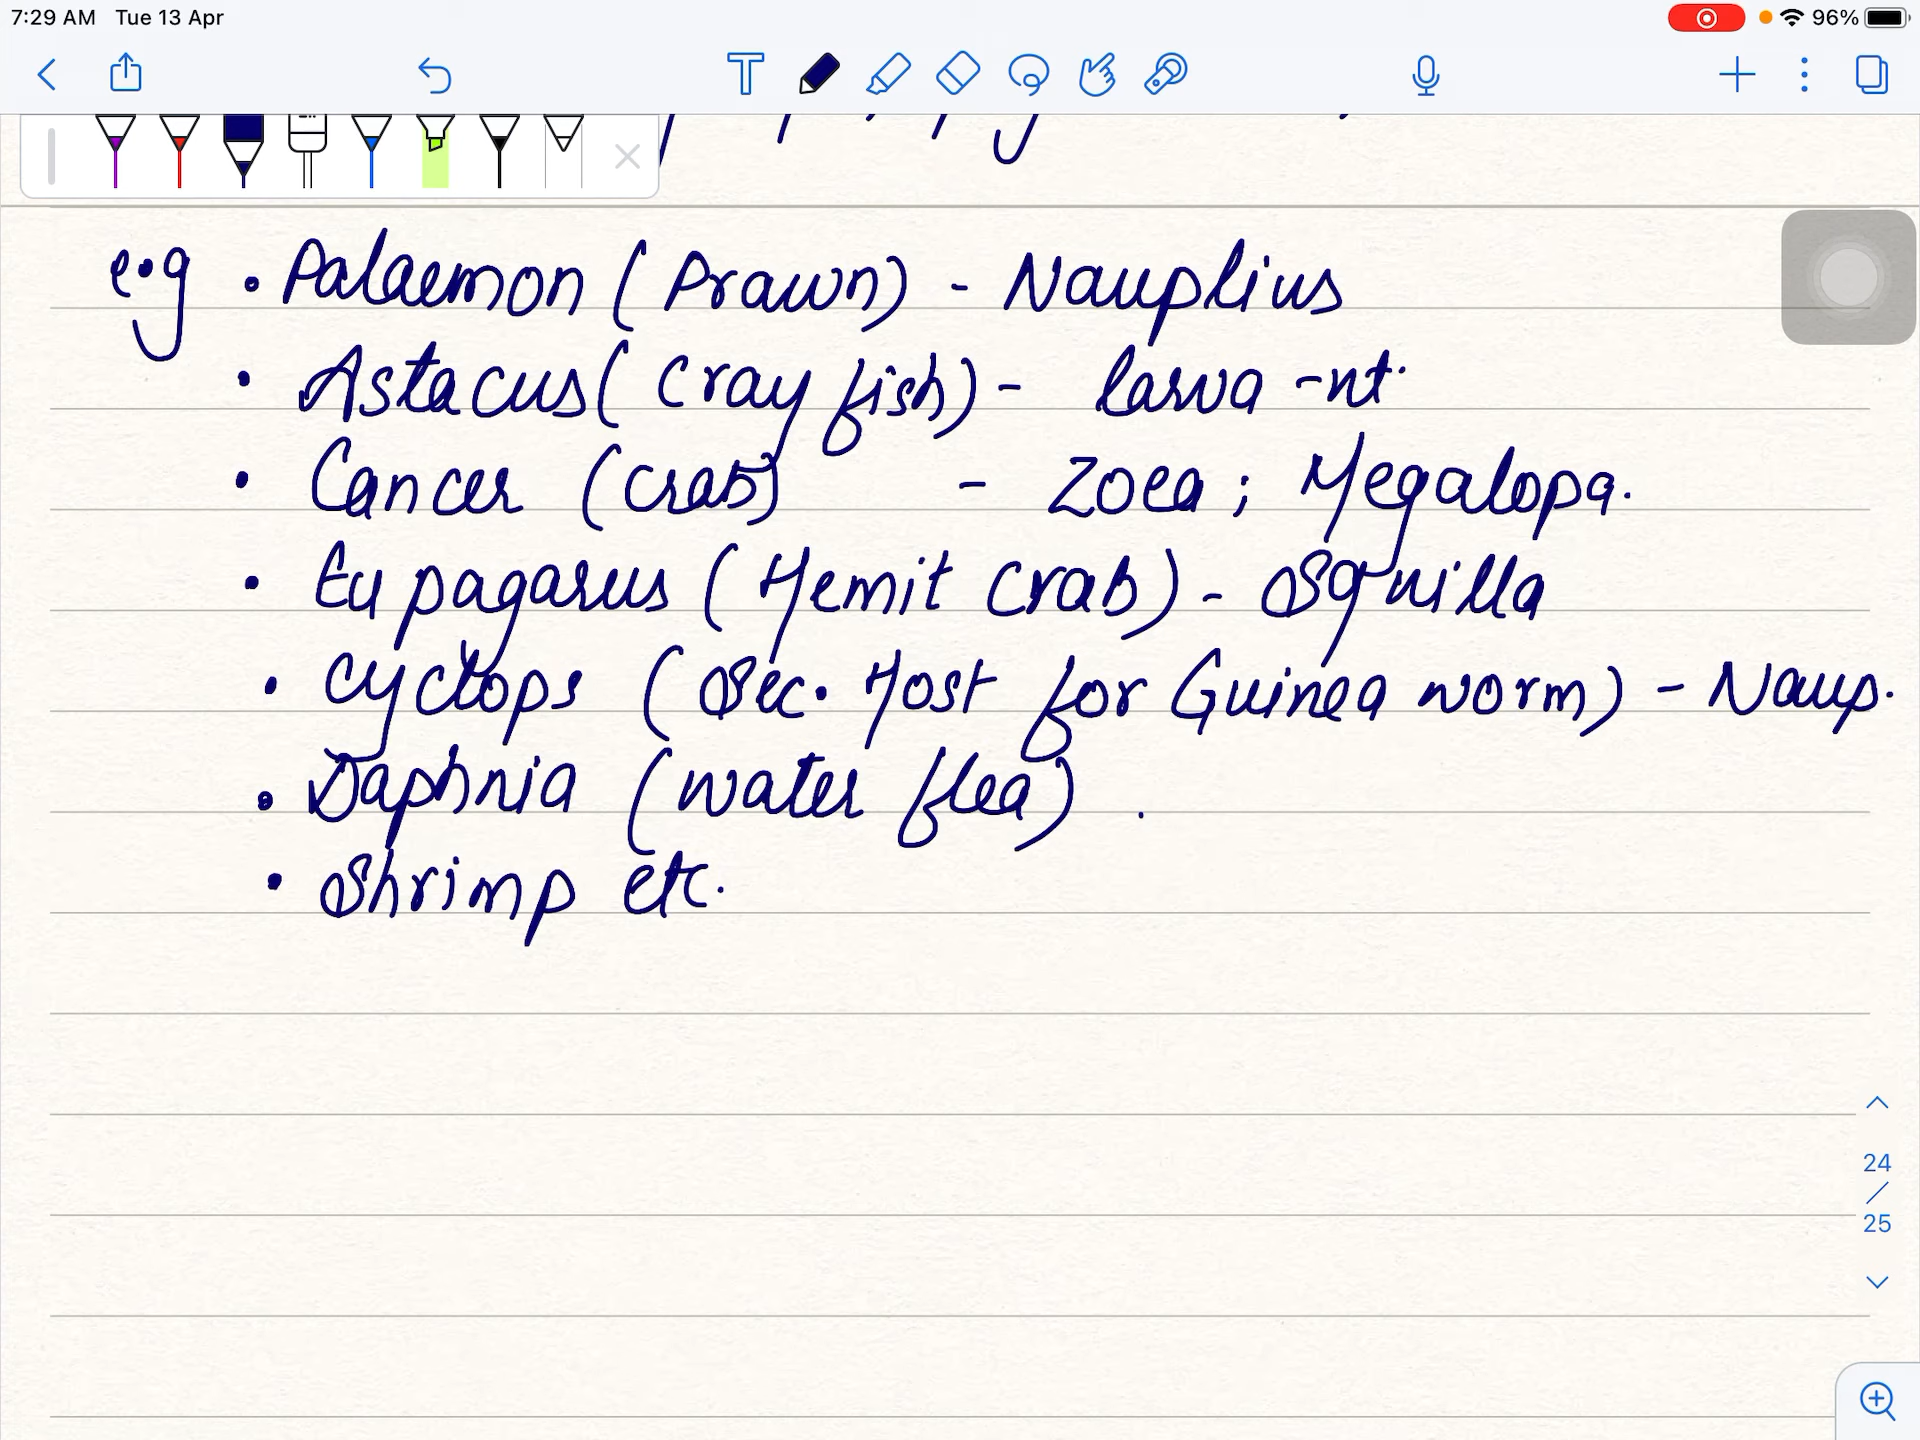 7:29 AM Tue 13 Apr 96%
T
e.g • Palaemon (Prawn) - Nauplius
• Astacus (Cray fish) - larva -nt.
• Cancer (Crab) - Zoea ; Megalopa.
• Eupagarus (Hemit Crab) - Squilla
• Cyclops (Sec. Host for Guinea worm) - Naup.
• Daphnia (water flea) .
• Shrimp etc.
24
/
25